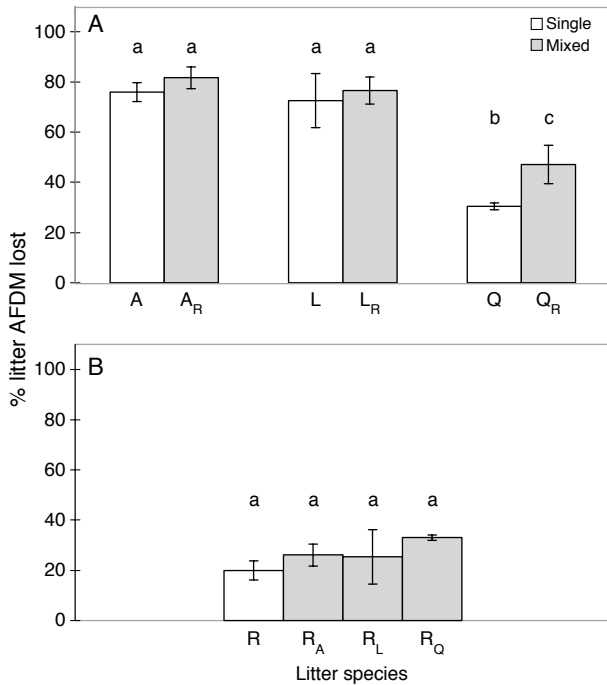 A
Single
Mixed
100
80
60
40
20
0
a a a a b c
A A_R L L_R Q Q_R
% litter AFDM lost
B
100
80
60
40
20
0
a a a a
R R_A R_L R_Q
Litter species